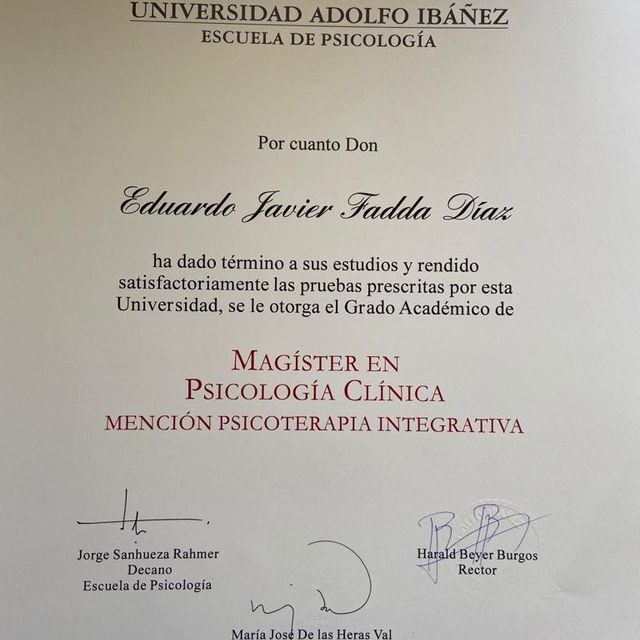 UNIVERSIDAD ADOLFO IBÁÑEZ
ESCUELA DE PSICOLOGÍA
Por cuanto Don
Eduardo Javier Fadda Díaz
ha dado término a sus estudios y rendido
satisfactoriamente las pruebas prescritas por esta
Universidad, se le otorga el Grado Académico de
MAGÍSTER EN
PSICOLOGÍA CLÍNICA
MENCIÓN PSICOTERAPIA INTEGRATIVA
Jorge Sanhueza Rahmer
Decano
Escuela de Psicología
Harald Beyer Burgos
Rector
María José De las Heras Val